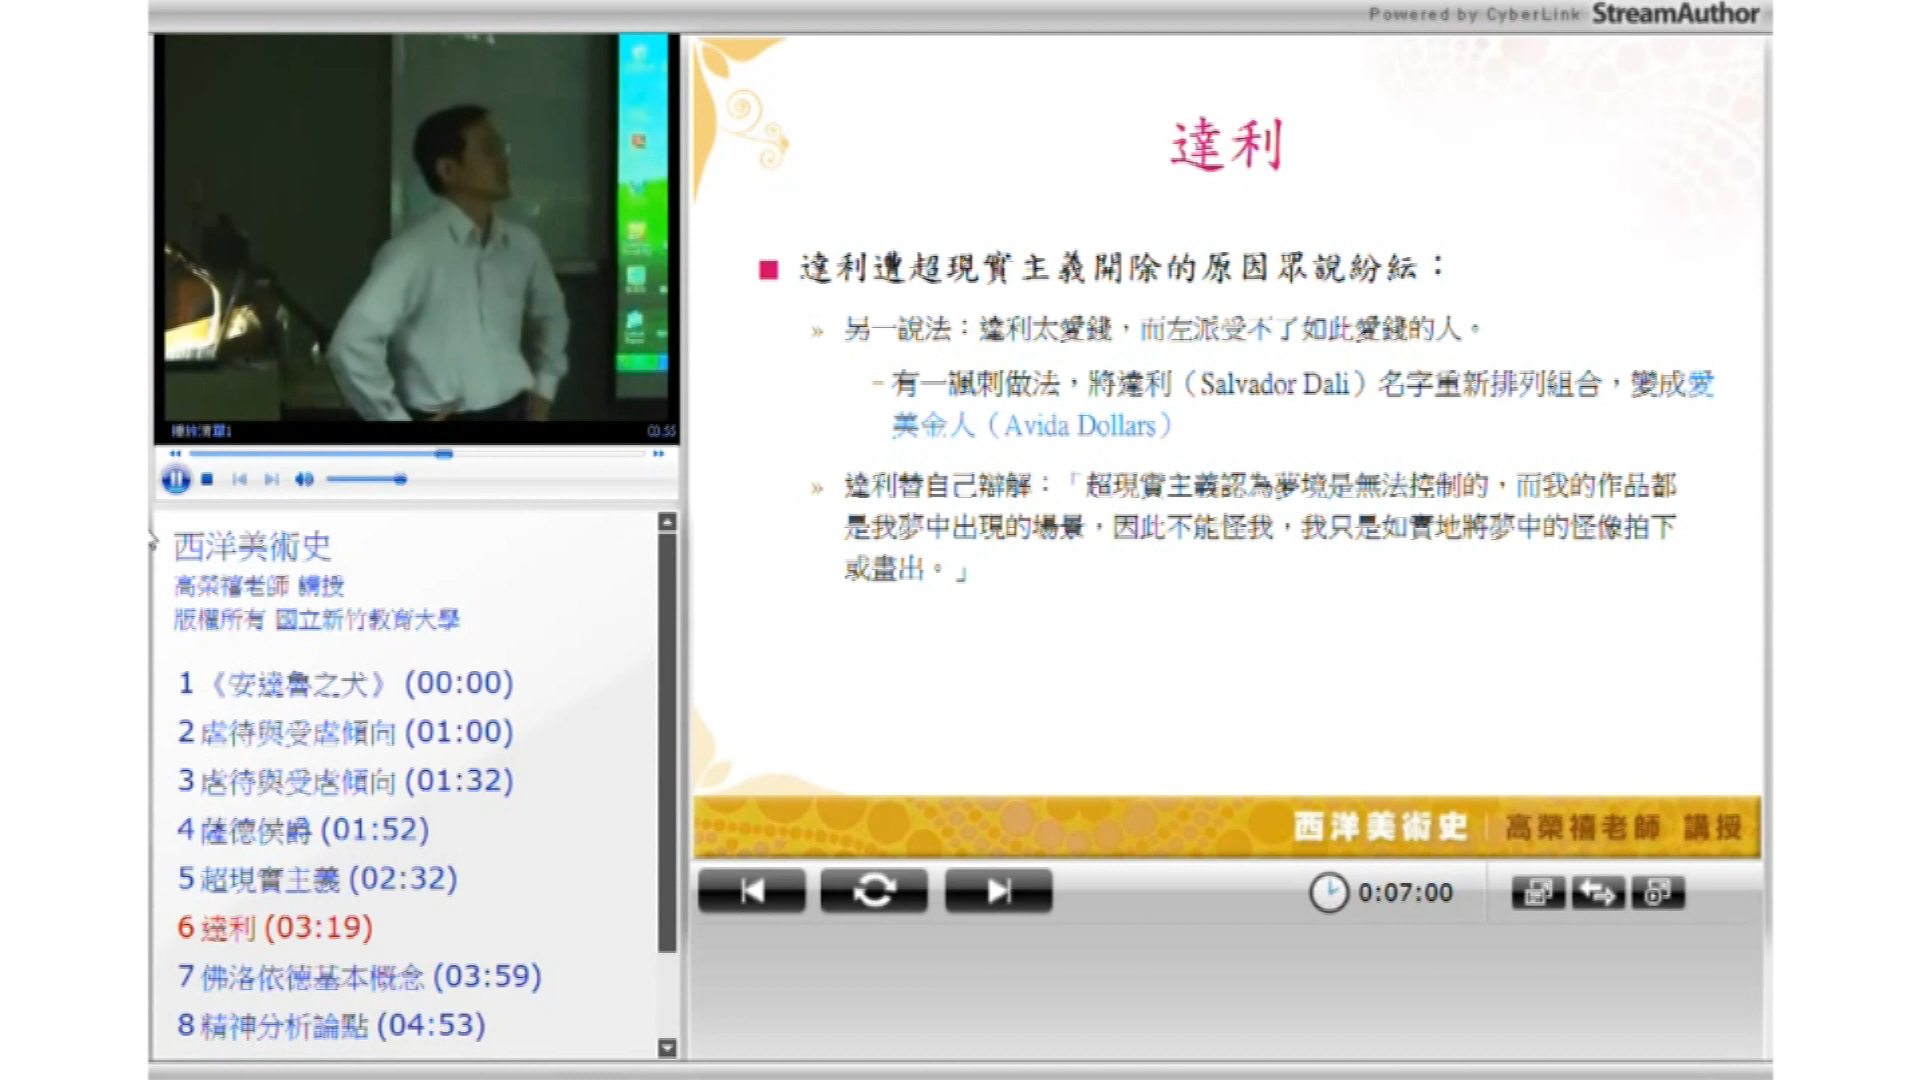 Powered by CyberLink StreamAuthor
達利
達利遭超現實主義開除的原因眾說紛紜：
» 另一說法：達利太愛錢，而左派受不了如此愛錢的人。
－有一諷刺做法，將達利（Salvador Dali）名字重新排列組合，變成愛
美金人（Avida Dollars）
» 達利替自己辯解：「超現實主義認為夢境是無法控制的，而我的作品都
是我夢中出現的場景，因此不能怪我，我只是如實地將夢中的怪像拍下
或畫出。」
西洋美術史 | 高榮禧老師 講授
0:07:00
播放清單1
西洋美術史
高榮禧老師 講授
版權所有 國立新竹教育大學
1 《安達魯之犬》 (00:00)
2 虐待與受虐傾向 (01:00)
3 虐待與受虐傾向 (01:32)
4 薩德侯爵 (01:52)
5 超現實主義 (02:32)
6 達利 (03:19)
7 佛洛依德基本概念 (03:59)
8 精神分析論點 (04:53)